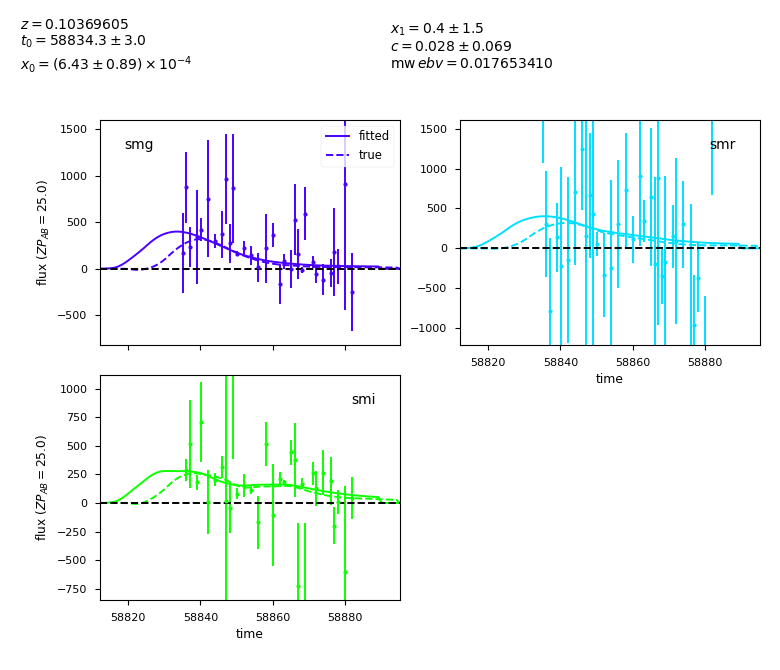 z = 0.10369605
t₀ = 58834.3 ± 3.0
x₀ = (6.43 ± 0.89) × 10⁻⁴
x₁ = 0.4 ± 1.5
c = 0.028 ± 0.069
mw ebv = 0.017653410
smg
fitted
true
1500
1000
500
0
−500
flux (ZP_AB = 25.0)
smr
1500
1000
500
0
−500
−1000
58820 58840 58860 58880
time
smi
1000
750
500
250
0
−250
−500
−750
flux (ZP_AB = 25.0)
58820 58840 58860 58880
time